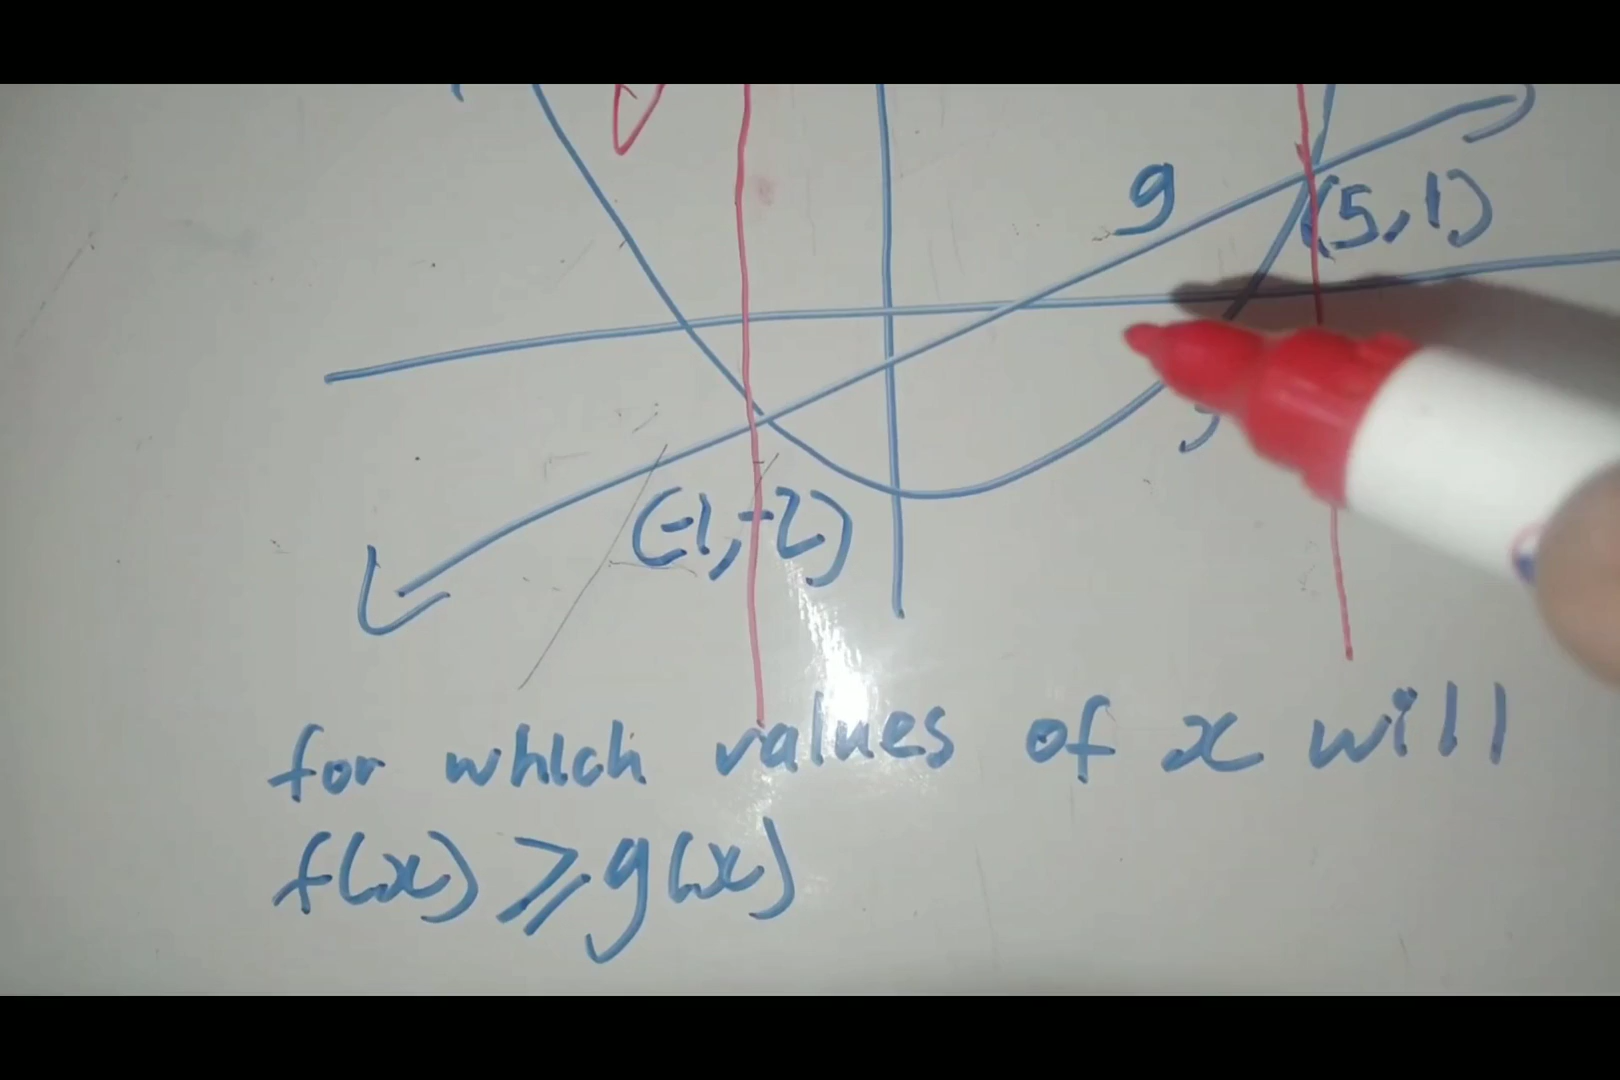 g
(5,1)
(-1,-2)
for which values of x will
f(x) ⩾ g(x)